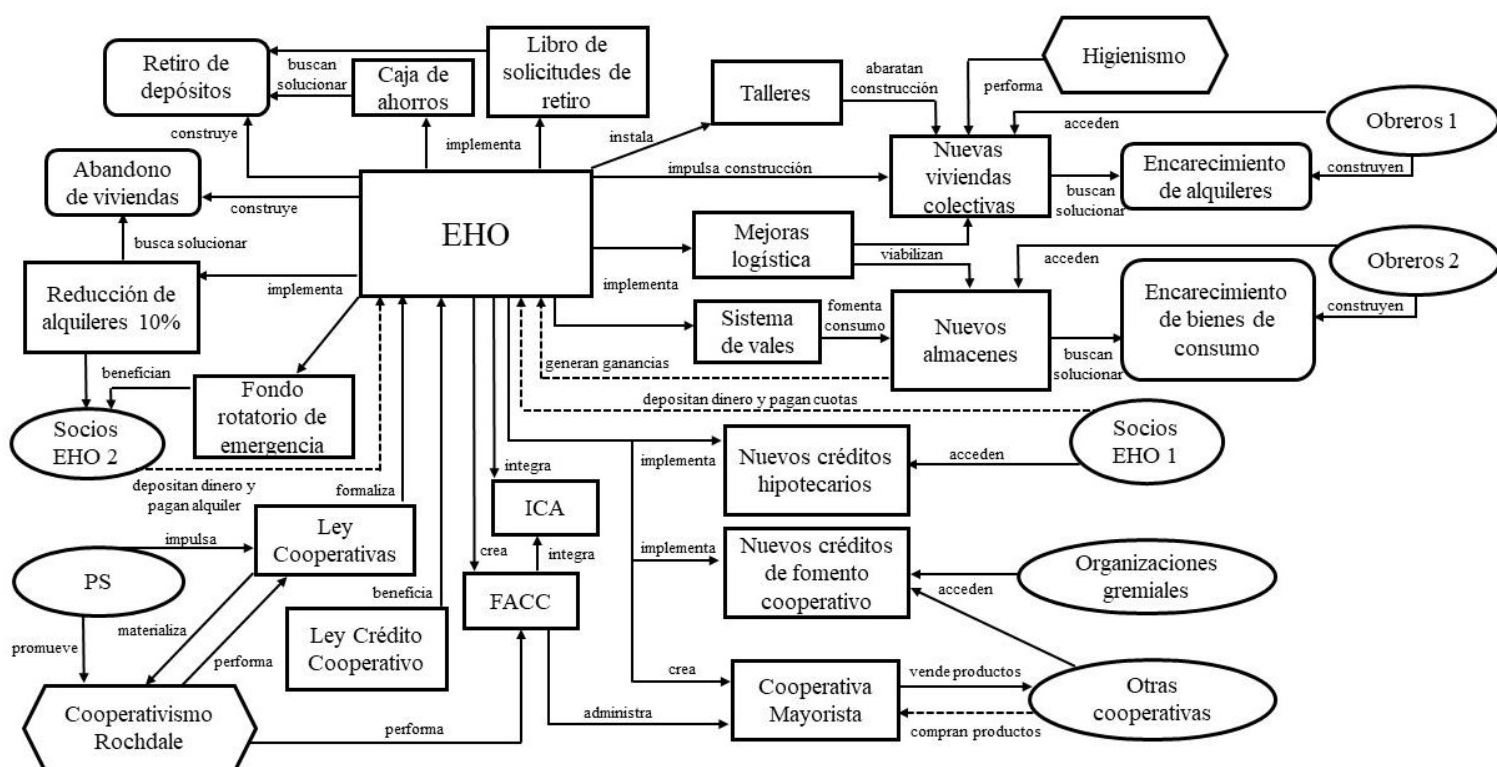 Retiro de
depósitos
buscan
solucionar
Caja de
ahorros
Libro de
solicitudes de
retiro
Talleres
abaratan
construcción
Higienismo
performa
acceden
Obreros 1
construye
implementa
instala
Abandono
de viviendas
construye
EHO
impulsa construcción
Nuevas
viviendas
colectivas
buscan
solucionar
Encarecimiento
de alquileres
construyen
busca solucionar
Mejoras
logística
viabilizan
implementa
acceden
Obreros 2
Reducción de
alquileres 10%
implementa
Sistema
de vales
fomenta
consumo
Nuevos
almacenes
buscan
solucionar
Encarecimiento
de bienes de
consumo
construyen
generan ganancias
benefician
Fondo
rotatorio de
emergencia
depositan dinero y pagan cuotas
Socios
EHO 2
Socios
EHO 1
depositan dinero y
pagan alquiler
formaliza
integra
implementa
Nuevos créditos
hipotecarios
acceden
ICA
impulsa
Ley
Cooperativas
PS
crea
integra
implementa
Nuevos créditos
de fomento
cooperativo
acceden
Organizaciones
gremiales
beneficia
FACC
materializa
performa
Ley Crédito
Cooperativo
promueve
Cooperativismo
Rochdale
performa
administra
crea
Cooperativa
Mayorista
vende productos
compran productos
Otras
cooperativas